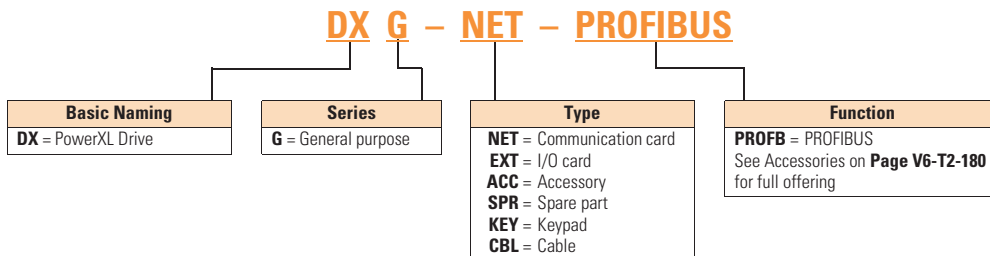 DX G – NET – PROFIBUS
Basic Naming
DX = PowerXL Drive
Series
G = General purpose
Type
NET = Communication card
EXT = I/O card
ACC = Accessory
SPR = Spare part
KEY = Keypad
CBL = Cable
Function
PROFB = PROFIBUS
See Accessories on Page V6-T2-180
for full offering